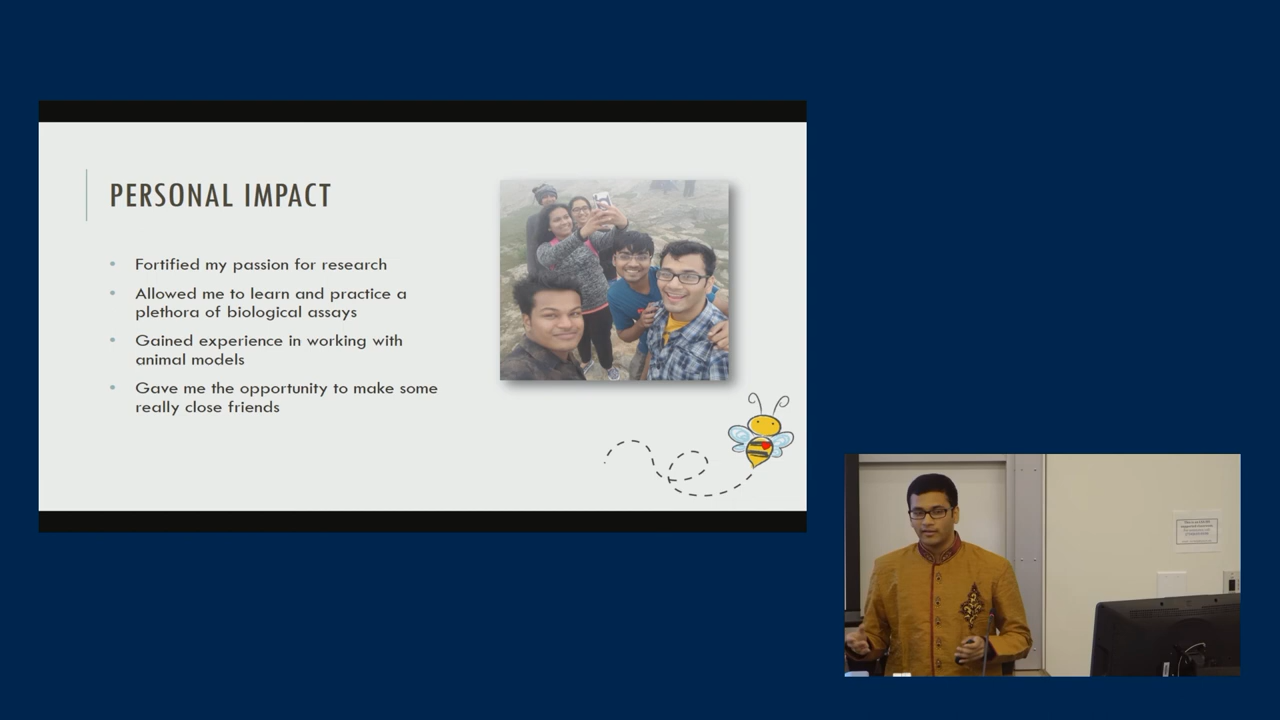 PERSONAL IMPACT
• Fortified my passion for research
• Allowed me to learn and practice a
plethora of biological assays
• Gained experience in working with
animal models
• Gave me the opportunity to make some
really close friends